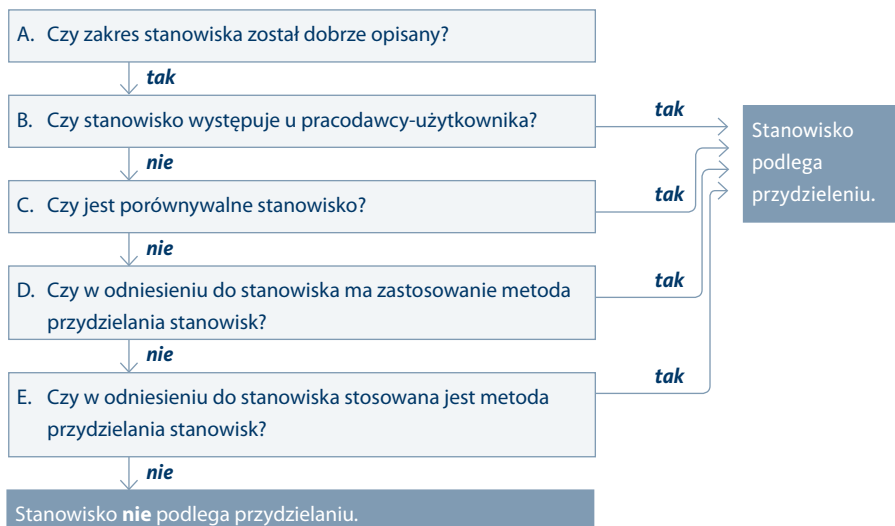 A. Czy zakres stanowiska został dobrze opisany?
tak
B. Czy stanowisko występuje u pracodawcy-użytkownika?
tak
nie
C. Czy jest porównywalne stanowisko?
tak
nie
D. Czy w odniesieniu do stanowiska ma zastosowanie metoda
przydzielania stanowisk?
tak
nie
E. Czy w odniesieniu do stanowiska stosowana jest metoda
przydzielania stanowisk?
tak
nie
Stanowisko nie podlega przydzielaniu.
Stanowisko
podlega
przydzieleniu.